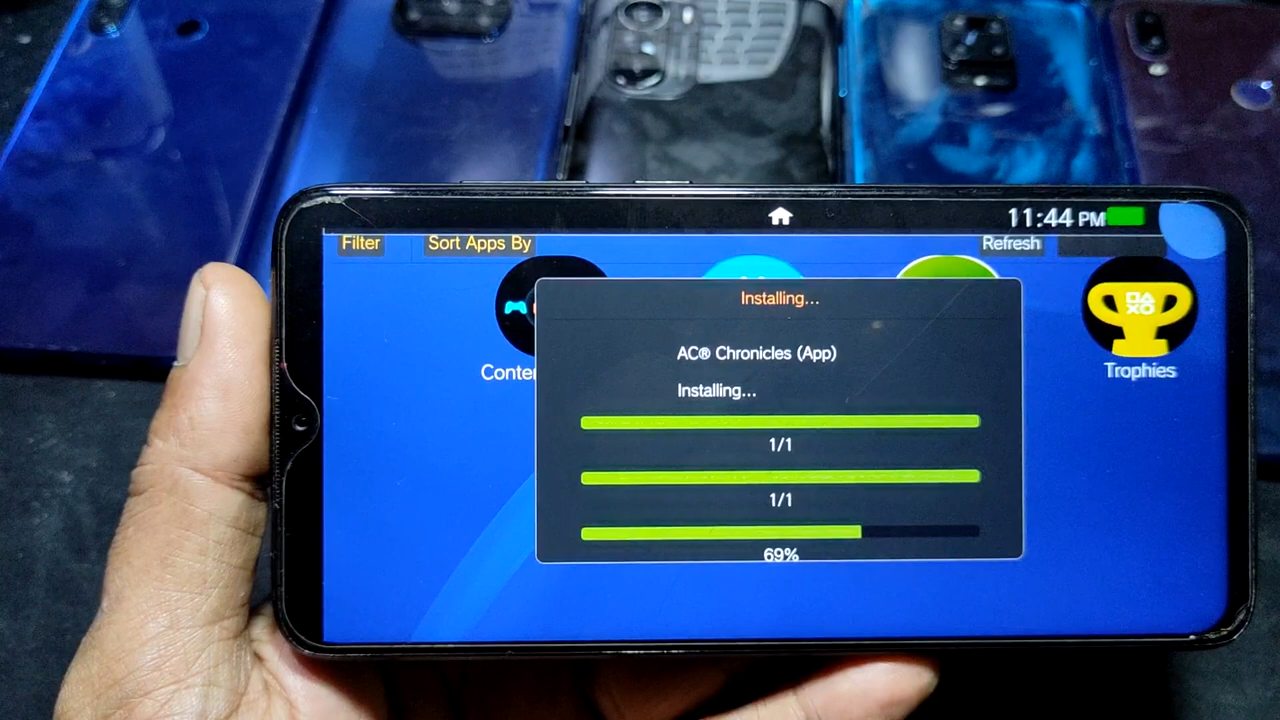 11:44 PM
Filter
Sort Apps By
Refresh
Installing...
AC® Chronicles (App)
Installing...
1/1
1/1
69%
Trophies